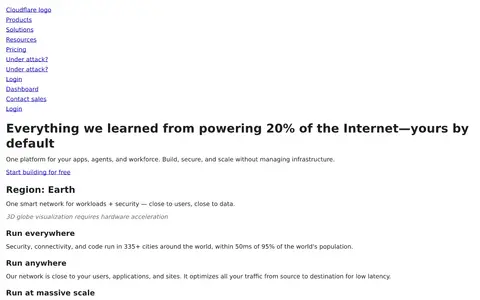 Cloudflare logo
Products
Solutions
Resources
Pricing
Under attack?
Under attack?
Login
Dashboard
Contact sales
Login
Everything we learned from powering 20% of the Internet—yours by
default
One platform for your apps, agents, and workforce. Build, secure, and scale without managing infrastructure.
Start building for free
Region: Earth
One smart network for workloads + security — close to users, close to data.
3D globe visualization requires hardware acceleration
Run everywhere
Security, connectivity, and code run in 335+ cities around the world, within 50ms of 95% of the world's population.
Run anywhere
Our network is close to your users, applications, and sites. It optimizes all your traffic from source to destination for low latency.
Run at massive scale